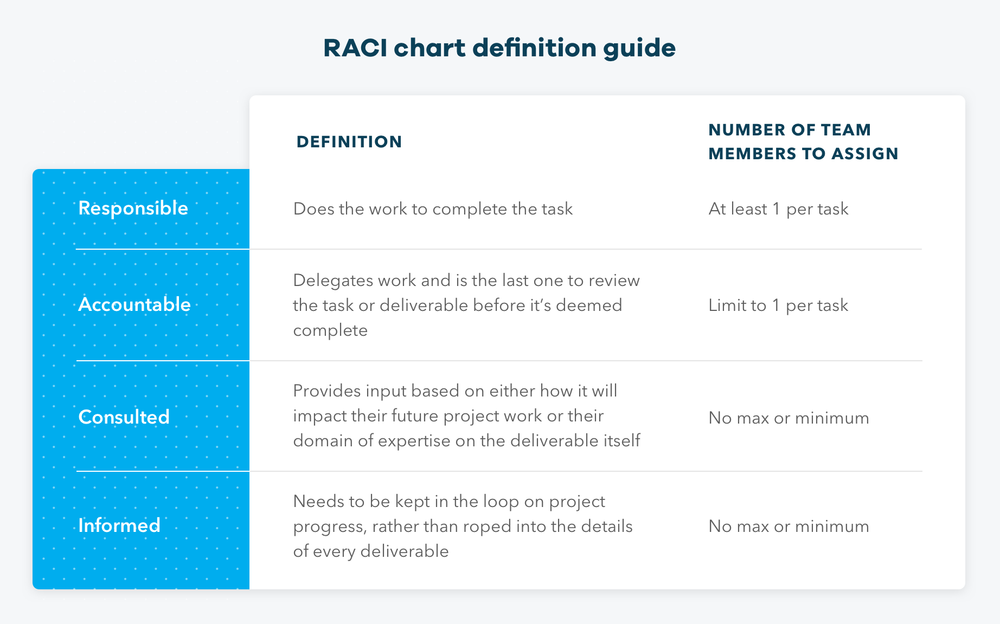 RACI chart definition guide
DEFINITION
NUMBER OF TEAM
MEMBERS TO ASSIGN
Responsible
Does the work to complete the task
At least 1 per task
Accountable
Delegates work and is the last one to review
the task or deliverable before it’s deemed
complete
Limit to 1 per task
Consulted
Provides input based on either how it will
impact their future project work or their
domain of expertise on the deliverable itself
No max or minimum
Informed
Needs to be kept in the loop on project
progress, rather than roped into the details
of every deliverable
No max or minimum